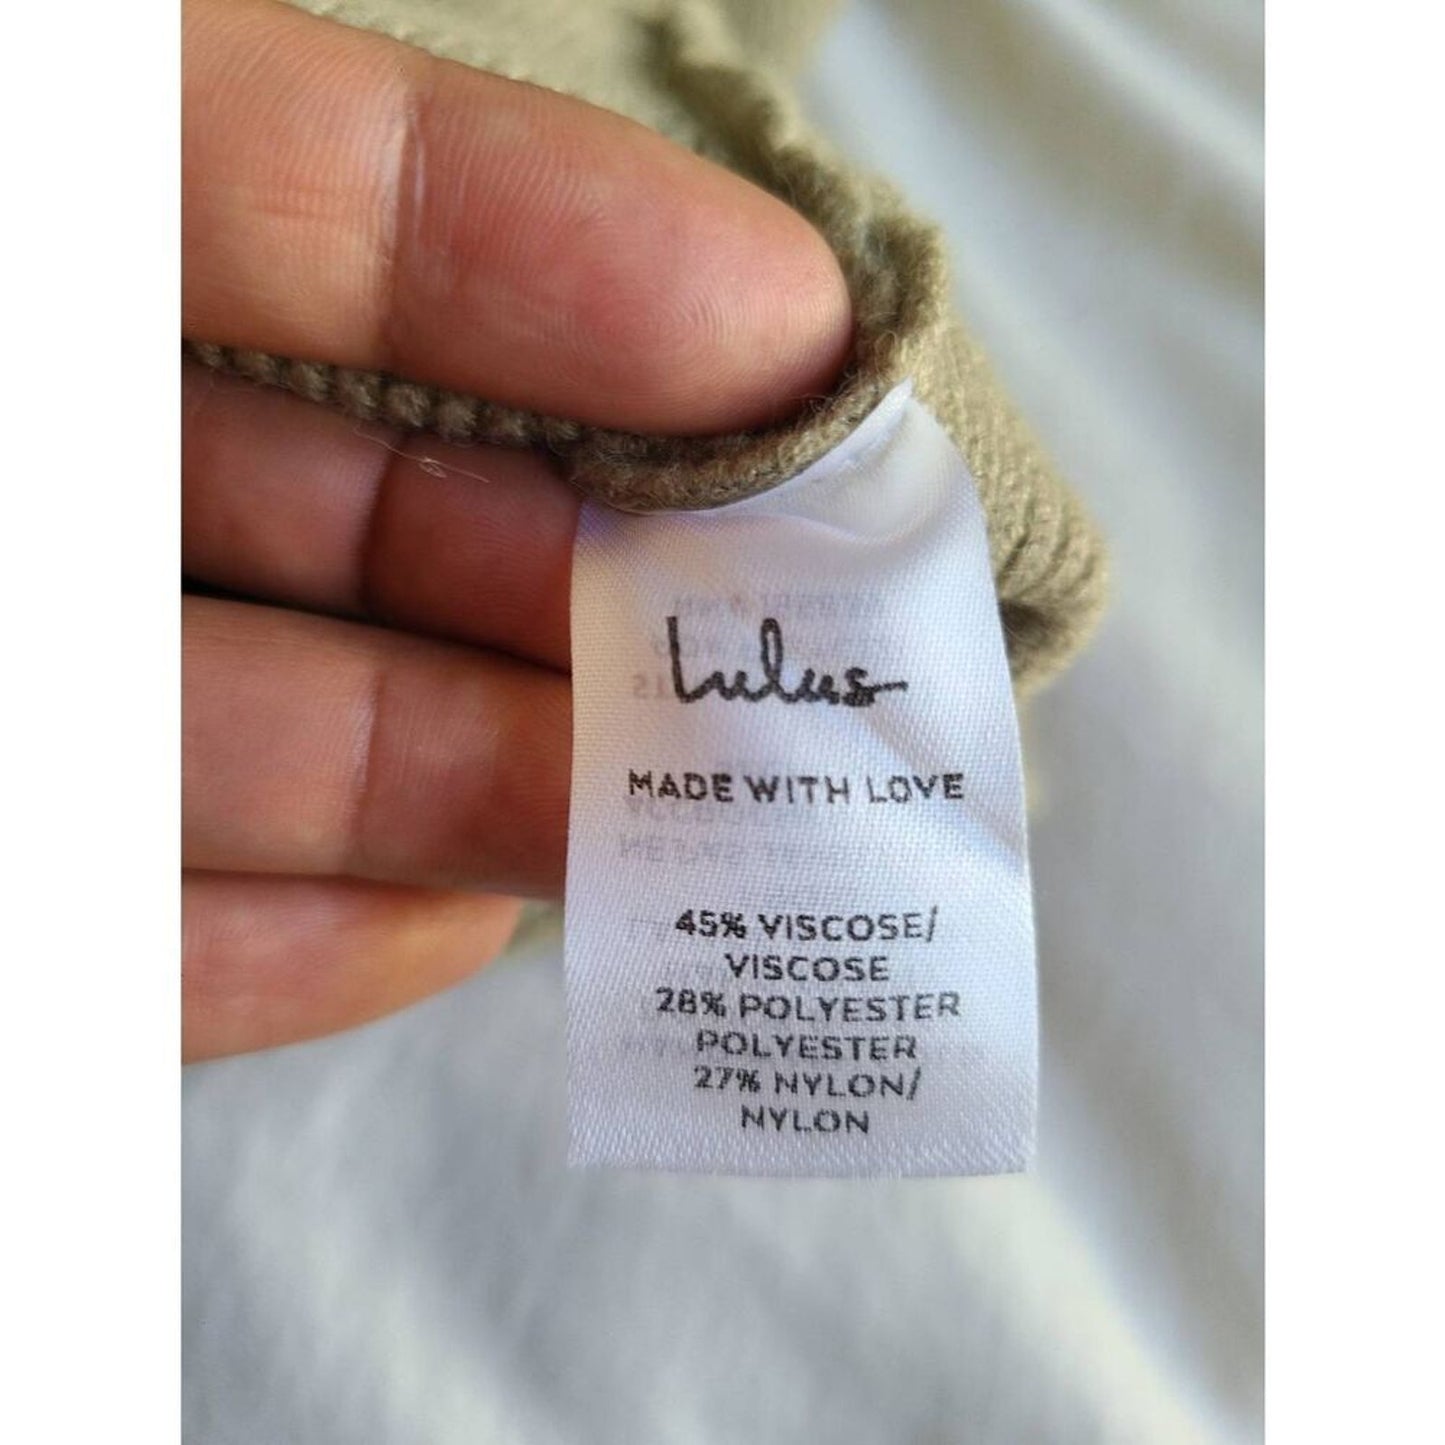 Lulus
MADE WITH LOVE
45% VISCOSE/
VISCOSE
28% POLYESTER
POLYESTER
27% NYLON/
NYLON